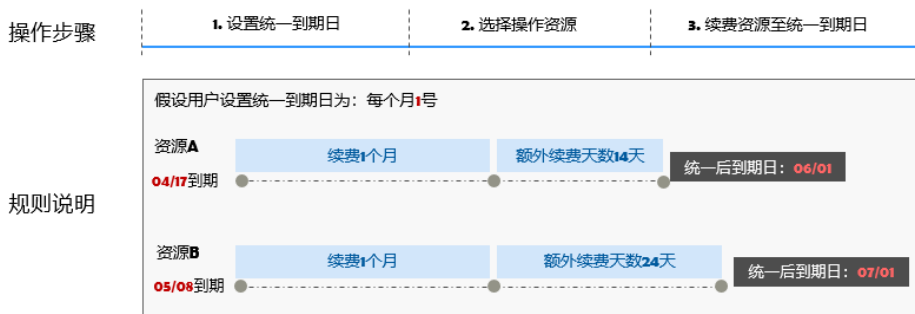 操作步骤
1. 设置统一到期日
2. 选择操作资源
3. 续费资源至统一到期日
规则说明
假设用户设置统一到期日为：每个月1号
资源A
续费1个月
额外续费天数14天
04/17到期
统一后到期日：06/01
资源B
续费1个月
额外续费天数24天
05/08到期
统一后到期日：07/01